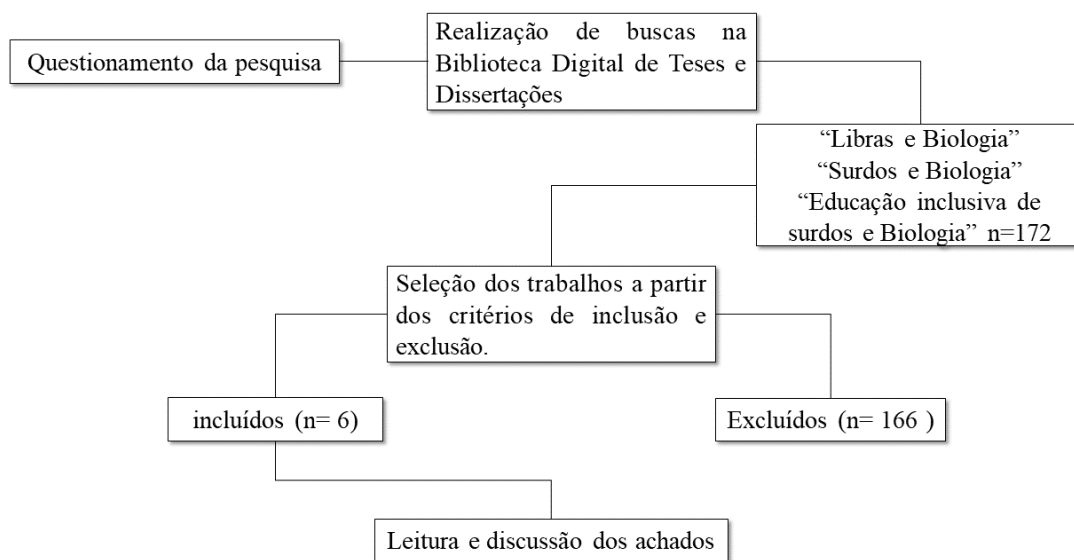 Questionamento da pesquisa
Realização de buscas na
Biblioteca Digital de Teses e
Dissertações
“Libras e Biologia”
“Surdos e Biologia”
“Educação inclusiva de
surdos e Biologia” n=172
Seleção dos trabalhos a partir
dos critérios de inclusão e
exclusão.
incluídos (n= 6)
Excluídos (n= 166 )
Leitura e discussão dos achados